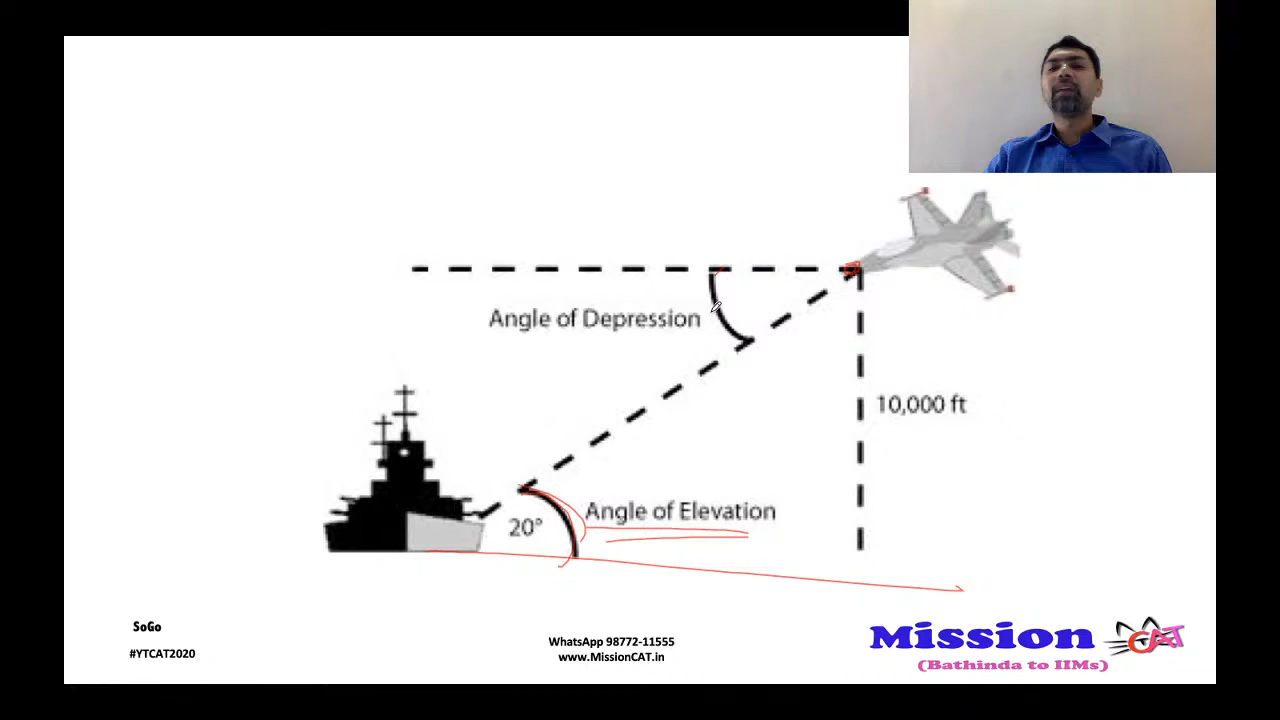 Angle of Depression
10,000 ft
Angle of Elevation
20°
SoGo
#YTCAT2020
WhatsApp 98772-11555
www.MissionCAT.in
Mission CAT
(Bathinda to IIMs)